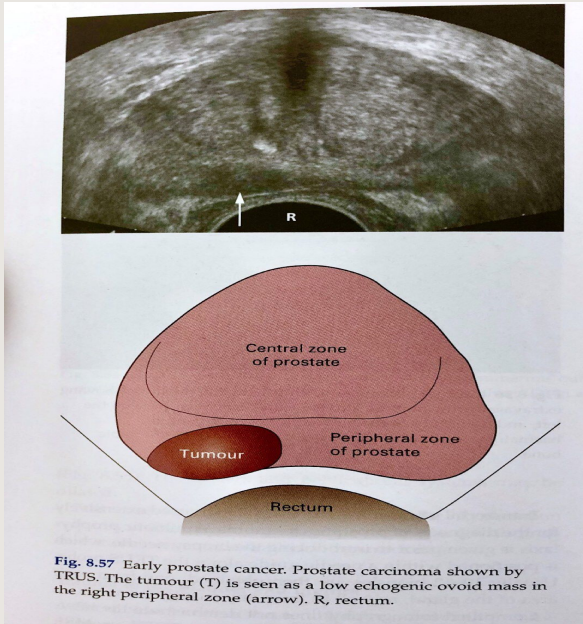 R
Central zone
of prostate
Peripheral zone
of prostate
Tumour
Rectum
Fig. 8.57 Early prostate cancer. Prostate carcinoma shown by
TRUS. The tumour (T) is seen as a low echogenic ovoid mass in
the right peripheral zone (arrow). R, rectum.